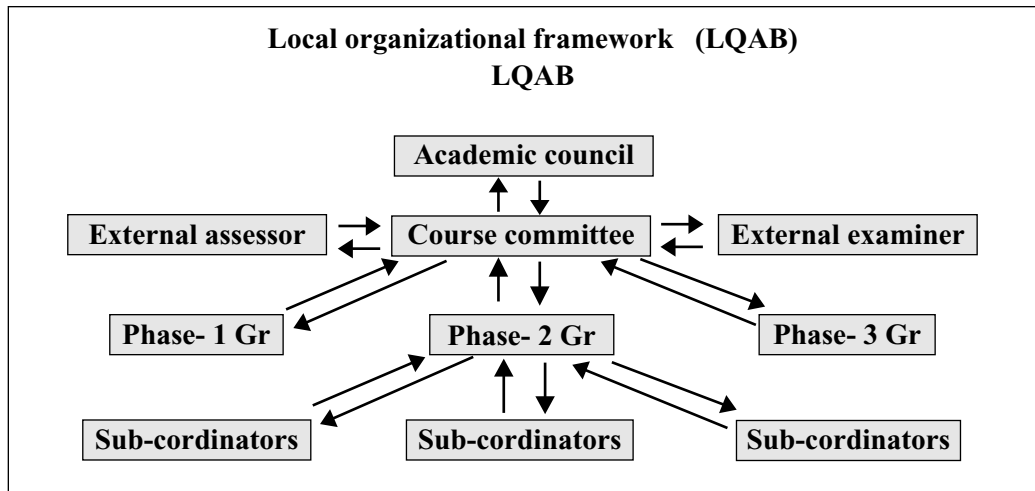 Local organizational framework (LQAB)
LQAB
Academic council
External assessor
Course committee
External examiner
Phase- 1 Gr
Phase- 2 Gr
Phase- 3 Gr
Sub-cordinators
Sub-cordinators
Sub-cordinators